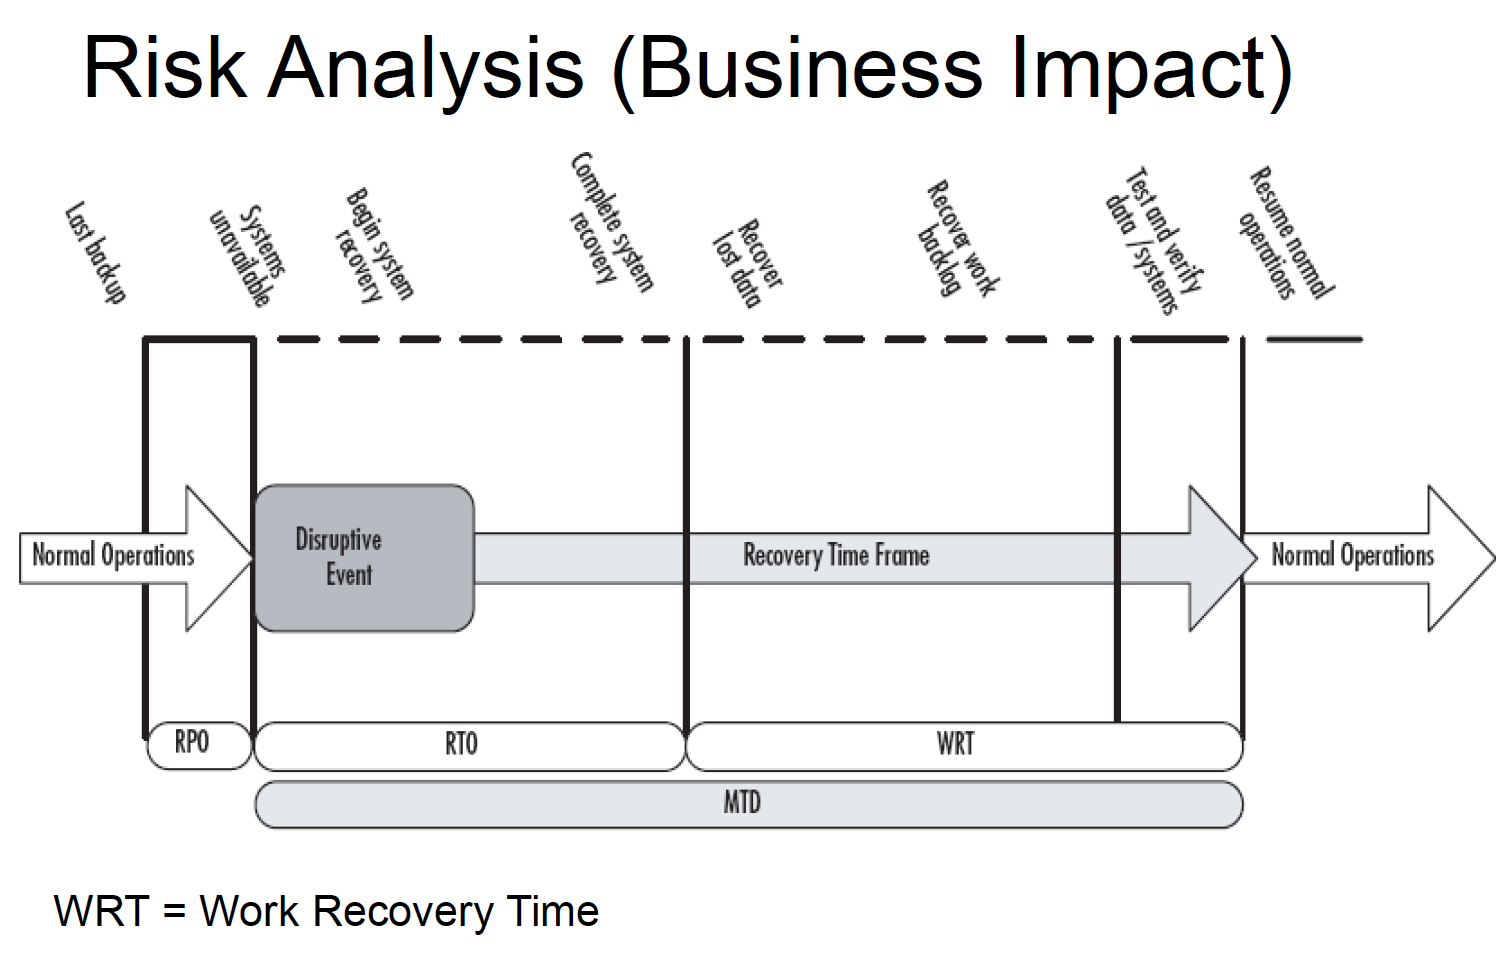 Risk Analysis (Business Impact)
Last backup
Systems
unavailable
Begin system
recovery
Complete system
recovery
Recover
lost data
Recover work
backlog
Test and verify
data /systems
Resume normal
operations
Normal Operations
Disruptive
Event
Recovery Time Frame
Normal Operations
RPO
RTO
WRT
MTD
WRT = Work Recovery Time